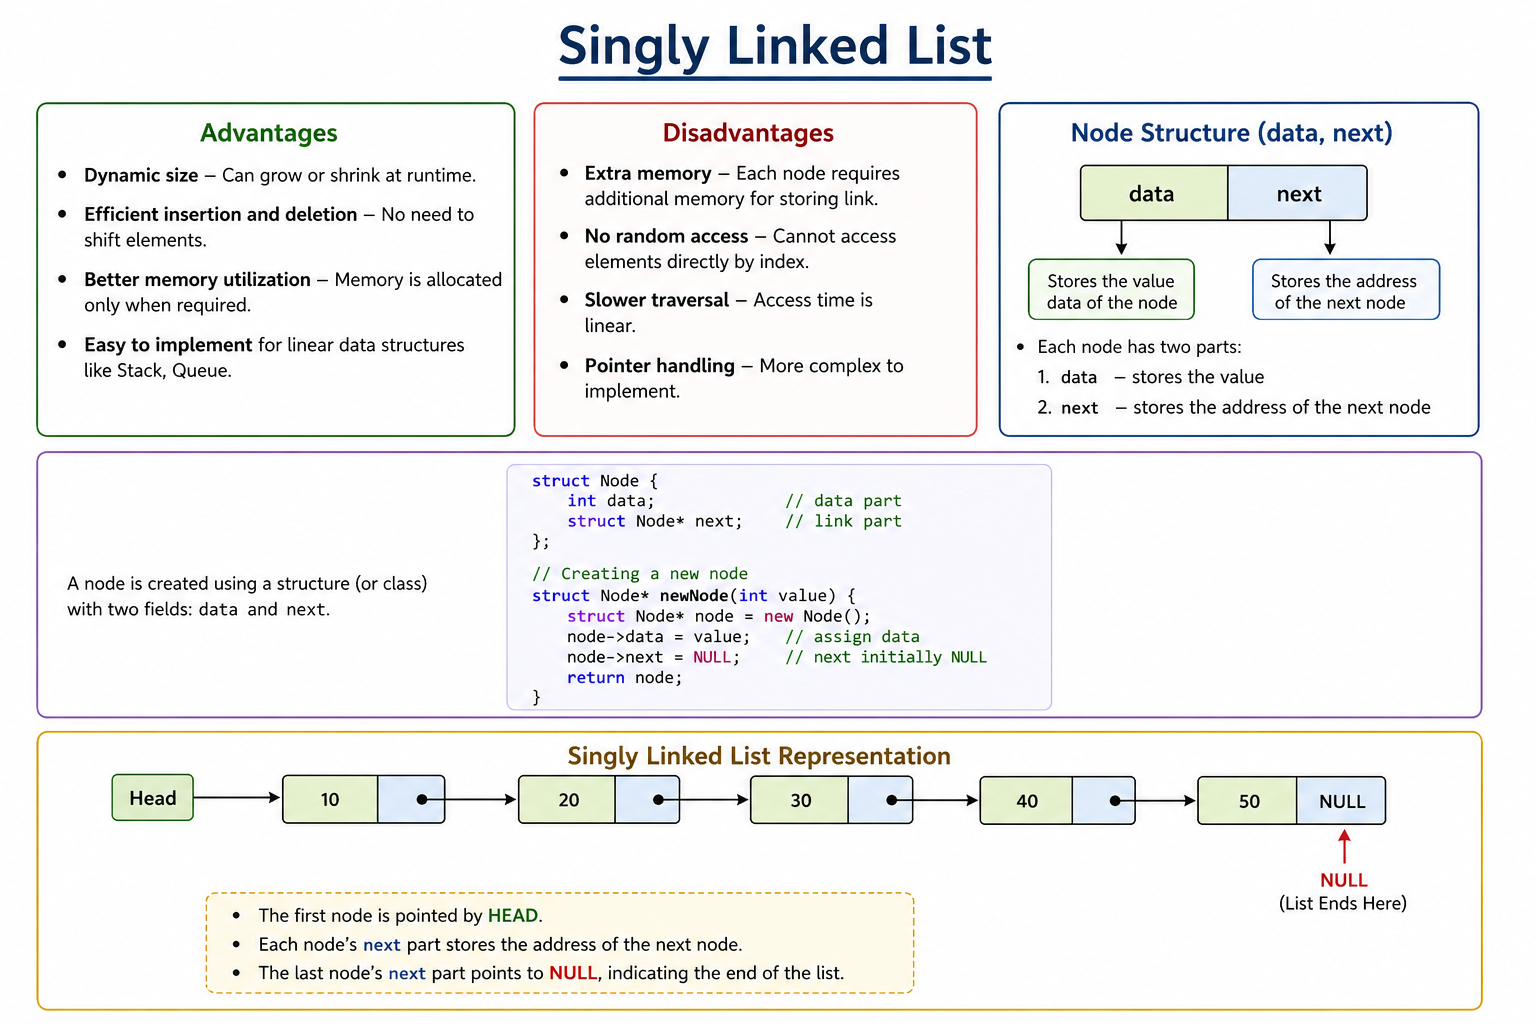 Singly Linked List
Advantages
• Dynamic size – Can grow or shrink at runtime.
• Efficient insertion and deletion – No need to
shift elements.
• Better memory utilization – Memory is allocated
only when required.
• Easy to implement for linear data structures
like Stack, Queue.
Disadvantages
• Extra memory – Each node requires
additional memory for storing link.
• No random access – Cannot access
elements directly by index.
• Slower traversal – Access time is
linear.
• Pointer handling – More complex to
implement.
Node Structure (data, next)
data
next
Stores the value
data of the node
Stores the address
of the next node
• Each node has two parts:
1. data – stores the value
2. next – stores the address of the next node
A node is created using a structure (or class)
with two fields: data and next.
struct Node {
    int data;             // data part
    struct Node* next;    // link part
};
// Creating a new node
struct Node* newNode(int value) {
    struct Node* node = new Node();
    node->data = value;    // assign data
    node->next = NULL;     // next initially NULL
    return node;
}
Singly Linked List Representation
Head
10
20
30
40
50
NULL
NULL
(List Ends Here)
• The first node is pointed by HEAD.
• Each node's next part stores the address of the next node.
• The last node's next part points to NULL, indicating the end of the list.